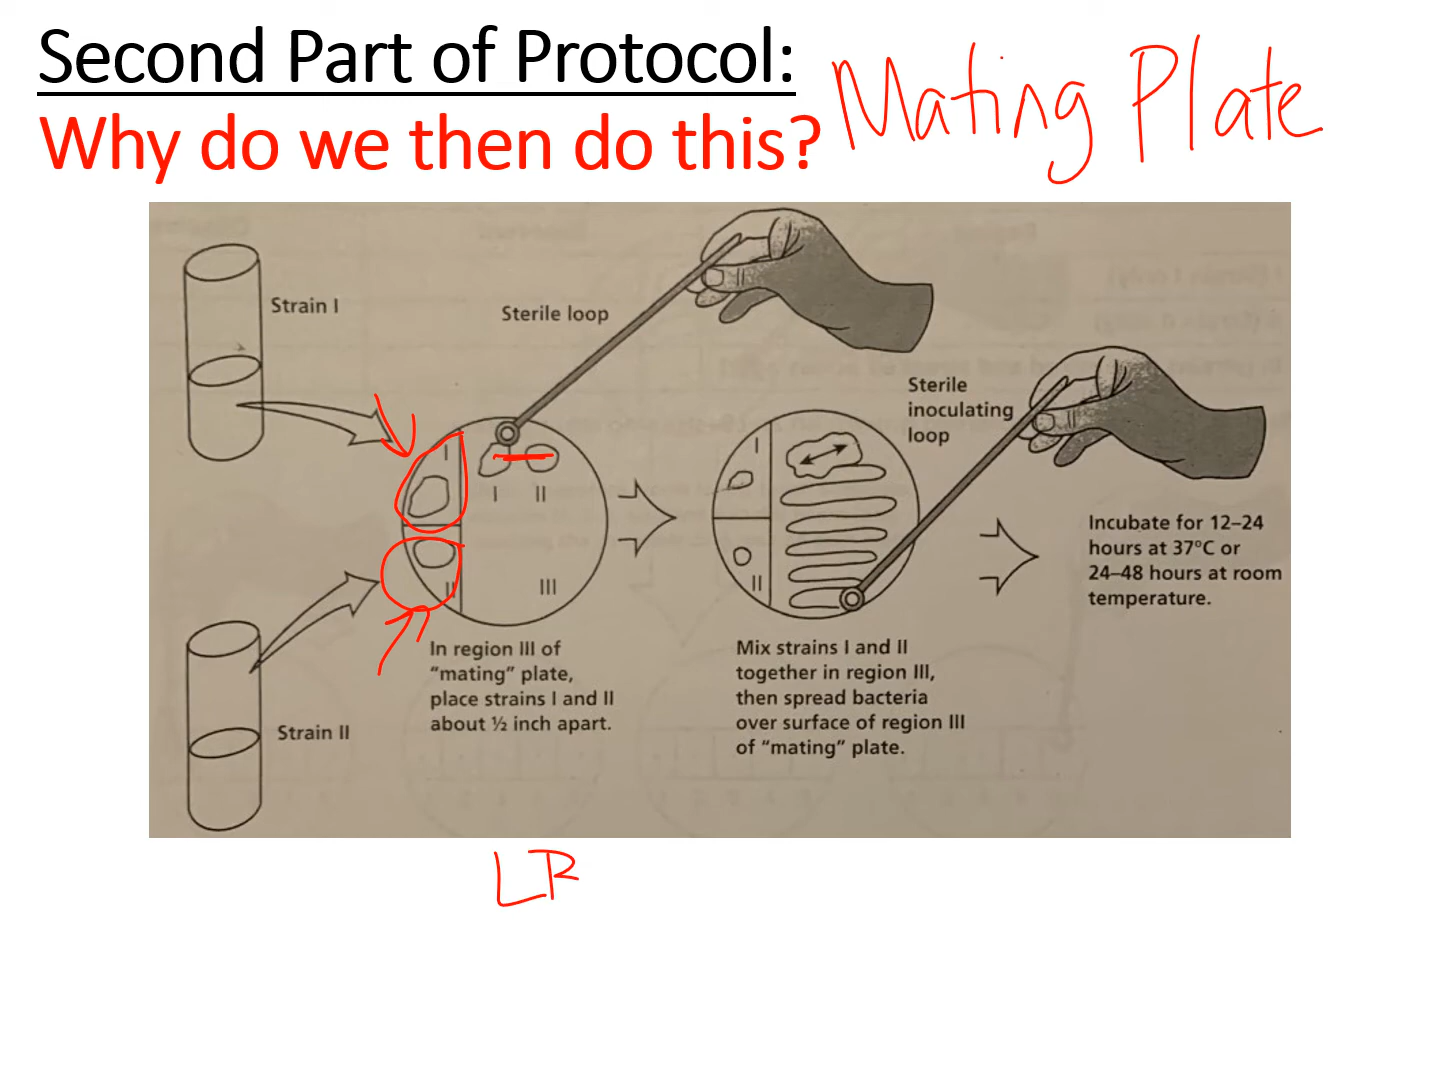 Second Part of Protocol:
Mating Plate
Why do we then do this?
Strain I
Sterile loop
Sterile
inoculating
loop
I
I II
II
III
I
II
In region III of
“mating” plate,
place strains I and II
about ½ inch apart.
Mix strains I and II
together in region III,
then spread bacteria
over surface of region III
of “mating” plate.
Incubate for 12–24
hours at 37°C or
24–48 hours at room
temperature.
Strain II